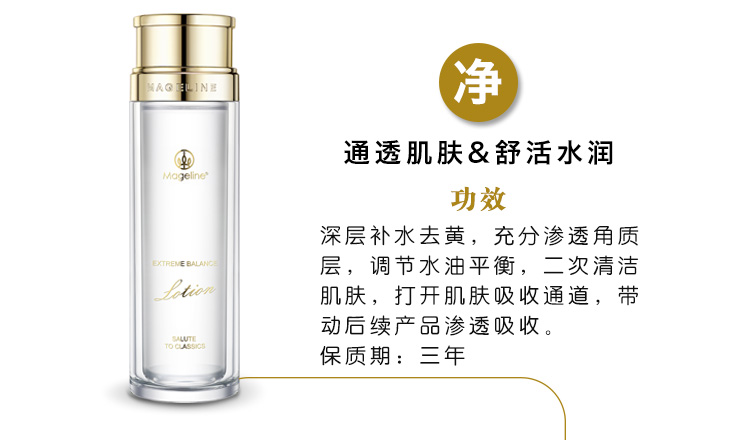 MAGELINE
Mageline®
EXTREME BALANCE
Lotion
SALUTE
TO CLASSICS
净
通透肌肤&舒活水润
功效
深层补水去黄，充分渗透角质
层，调节水油平衡，二次清洁
肌肤，打开肌肤吸收通道，带
动后续产品渗透吸收。
保质期：三年